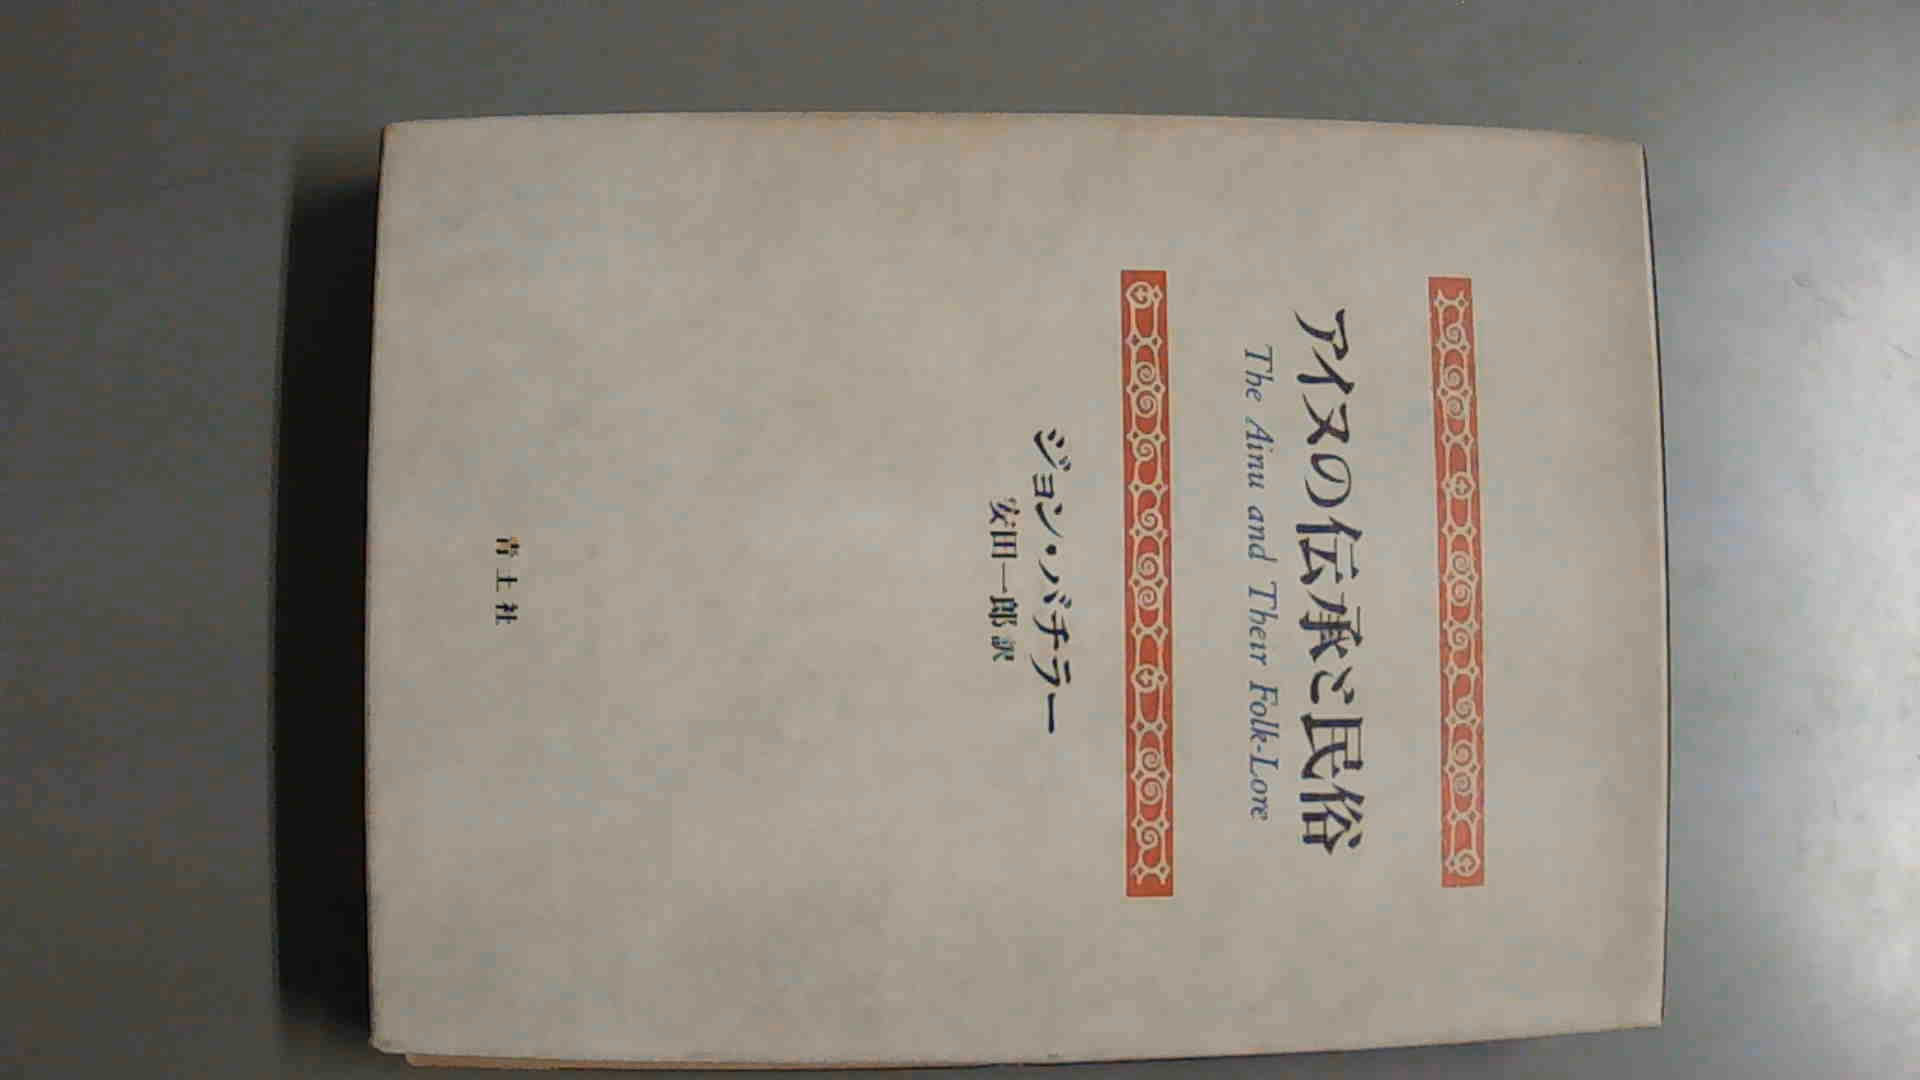 アイヌの伝承と民俗
The Ainu and Their Folk-Lore
ジョン・バチラー
安田一郎 訳
青土社